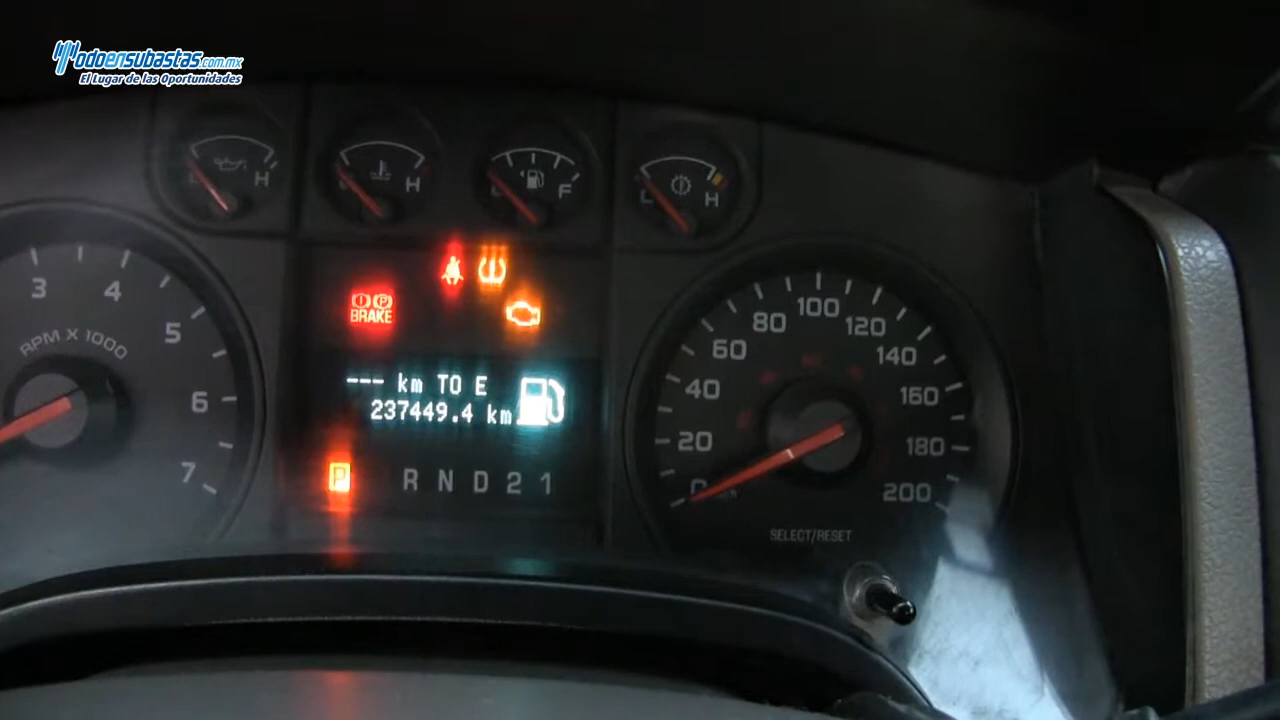 odoensubastas.com.mx
El Lugar de las Oportunidades
H
H
F
L H
3 4 5 6 7
RPM X 1000
BRAKE
--- km TO E
237449.4 km
P R N D 2 1
0 20 40 60 80 100 120 140 160 180 200
SELECT/RESET